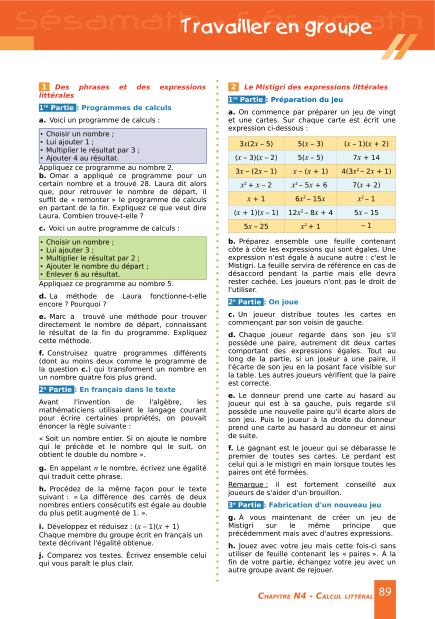 Sésamath
Sésamath
Travailler en groupe
1 Des phrases et des expressions
littérales
1re Partie : Programmes de calculs
a. Voici un programme de calculs :
• Choisir un nombre ;
• Lui ajouter 1 ;
• Multiplier le résultat par 3 ;
• Ajouter 4 au résultat.
Appliquez ce programme au nombre 2.
b. Omar a appliqué ce programme pour un
certain nombre et a trouvé 28. Laura dit alors
que, pour retrouver le nombre de départ, il
suffit de « remonter » le programme de calculs
en partant de la fin. Expliquez ce que veut dire
Laura. Combien trouve-t-elle ?
c. Voici un autre programme de calculs :
• Choisir un nombre ;
• Lui ajouter 3 ;
• Multiplier le résultat par 2 ;
• Ajouter le nombre du départ ;
• Enlever 6 au résultat.
Appliquez ce programme au nombre 5.
d. La méthode de Laura fonctionne-t-elle
encore ? Pourquoi ?
e. Marc a trouvé une méthode pour trouver
directement le nombre de départ, connaissant
le résultat de la fin du programme. Expliquez
cette méthode.
f. Construisez quatre programmes différents
(dont au moins deux comme le programme de
la question c.) qui transforment un nombre en
un nombre quatre fois plus grand.
2e Partie : En français dans le texte
Avant l'invention de l'algèbre, les
mathématiciens utilisaient le langage courant
pour écrire certaines propriétés, on pouvait
énoncer la règle suivante :
« Soit un nombre entier. Si on ajoute le nombre
qui le précède et le nombre qui le suit, on
obtient le double du nombre ».
g. En appelant n le nombre, écrivez une égalité
qui traduit cette phrase.
h. Procédez de la même façon pour le texte
suivant : « La différence des carrés de deux
nombres entiers consécutifs est égale au double
du plus petit augmenté de 1. ».
i. Développez et réduisez : (x – 1)(x + 1)
Chaque membre du groupe écrit en français un
texte décrivant l'égalité obtenue.
j. Comparez vos textes. Écrivez ensemble celui
qui vous paraît le plus clair.
2 Le Mistigri des expressions littérales
1re Partie : Préparation du jeu
a. On commence par préparer un jeu de vingt
et une cartes. Sur chaque carte est écrit une
expression ci-dessous :
3x(2x – 5) 5(x – 3) (x – 1)(x + 2)
(x – 3)(x – 2) 5(x – 5) 7x + 14
3x – (2x – 1) x – (x + 1) 4(3x² – 2x + 1)
x² + x – 2 x² – 5x + 6 7(x + 2)
x + 1 6x² – 15x x² – 1
(x + 1)(x – 1) 12x² – 8x + 4 5x – 15
5x – 25 x² + 1 – 1
b. Préparez ensemble une feuille contenant
côte à côte les expressions qui sont égales. Une
expression n'est égale à aucune autre : c'est le
Mistigri. La feuille servira de référence en cas de
désaccord pendant la partie mais elle devra
rester cachée. Les joueurs n'ont pas le droit de
l'utiliser.
2e Partie : On joue
c. Un joueur distribue toutes les cartes en
commençant par son voisin de gauche.
d. Chaque joueur regarde dans son jeu s'il
possède une paire, autrement dit deux cartes
comportant des expressions égales. Tout au
long de la partie, si un joueur a une paire, il
l'écarte de son jeu en la posant face visible sur
la table. Les autres joueurs vérifient que la paire
est correcte.
e. Le donneur prend une carte au hasard au
joueur qui est à sa gauche, puis regarde s'il
possède une nouvelle paire qu'il écarte alors de
son jeu. Puis le joueur à la droite du donneur
prend une carte au hasard au donneur et ainsi
de suite.
f. Le gagnant est le joueur qui se débarasse le
premier de toutes ses cartes. Le perdant est
celui qui a le mistigri en main lorsque toutes les
paires ont été formées.
Remarque : il est fortement conseillé aux
joueurs de s'aider d'un brouillon.
3e Partie : Fabrication d'un nouveau jeu
g. À vous maintenant de créer un jeu de
Mistigri sur le même principe que
précédemment mais avec d'autres expressions.
h. Jouez avec votre jeu mais cette fois-ci sans
utiliser de feuille contenant les « paires ». À la
fin de votre partie, échangez votre jeu avec un
autre groupe avant de rejouer.
CHAPITRE N4 - CALCUL LITTÉRAL 89